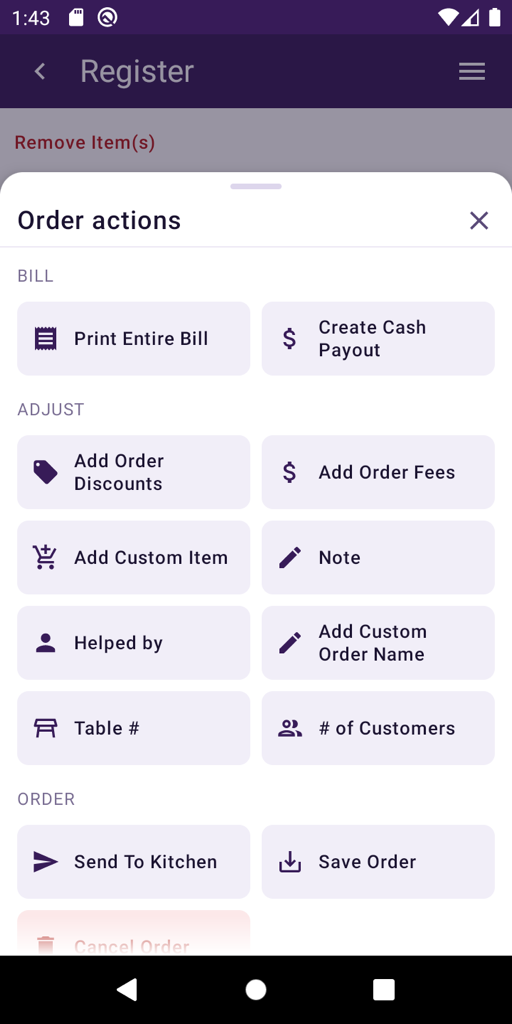 1:43
Register
Remove Item(s)
Order actions
BILL
Print Entire Bill
Create Cash
Payout
ADJUST
Add Order
Discounts
Add Order Fees
Add Custom Item
Note
Helped by
Add Custom
Order Name
Table #
# of Customers
ORDER
Send To Kitchen
Save Order
Cancel Order